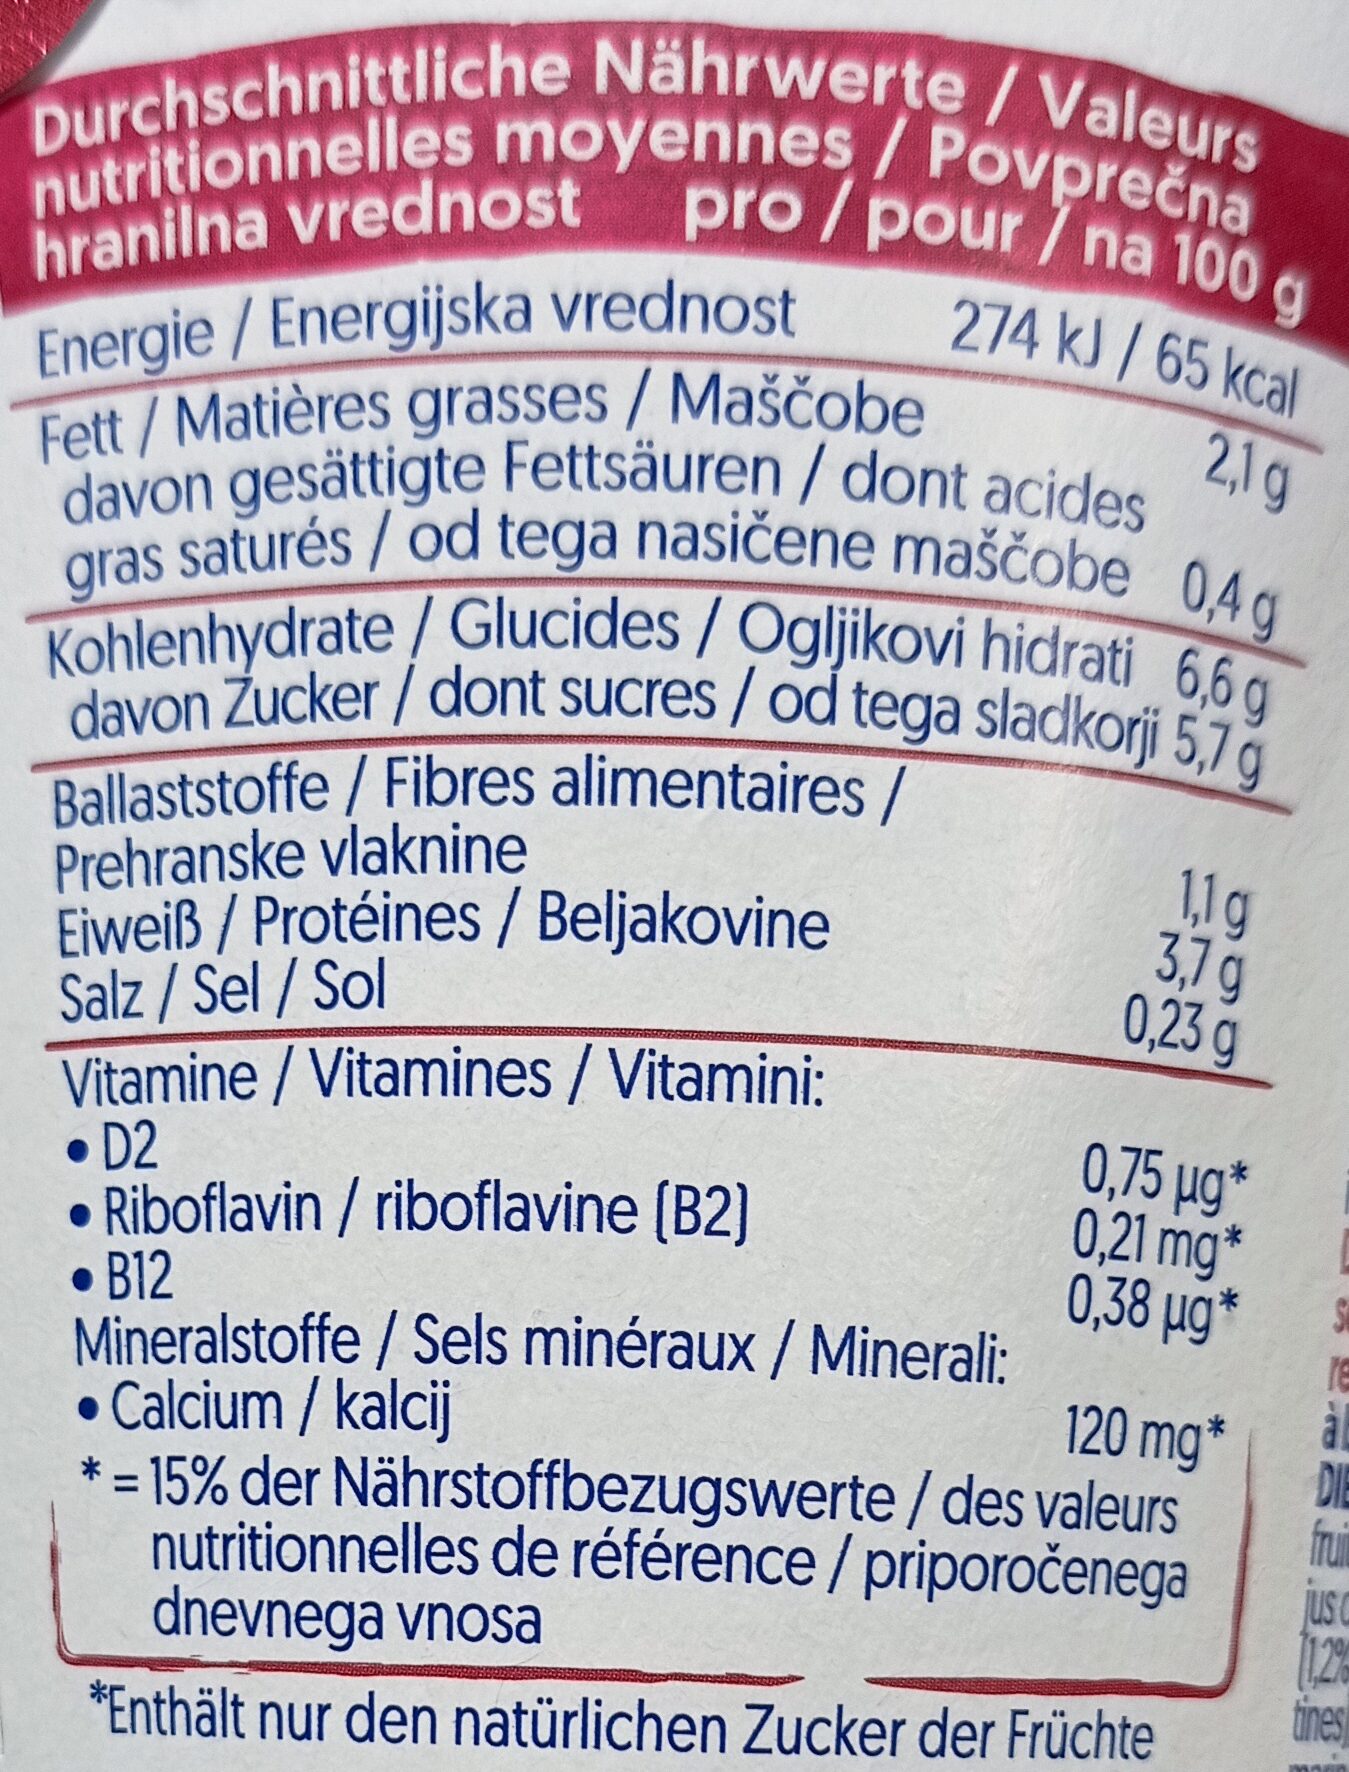 Durchschnittliche Nährwerte / Valeurs
nutritionnelles moyennes / Povprečna
hranilna vrednost pro / pour / na 100 g
Energie / Energijska vrednost 274 kJ / 65 kcal
Fett / Matières grasses / Maščobe 2,1 g
davon gesättigte Fettsäuren / dont acides
gras saturés / od tega nasičene maščobe 0,4 g
Kohlenhydrate / Glucides / Ogljikovi hidrati 6,6 g
davon Zucker / dont sucres / od tega sladkorji 5,7 g
Ballaststoffe / Fibres alimentaires /
Prehranske vlaknine 1,1 g
Eiweiß / Protéines / Beljakovine 3,7 g
Salz / Sel / Sol 0,23 g
Vitamine / Vitamines / Vitamini:
• D2 0,75 µg*
• Riboflavin / riboflavine (B2) 0,21 mg*
• B12 0,38 µg*
Mineralstoffe / Sels minéraux / Minerali:
• Calcium / kalcij 120 mg*
* = 15% der Nährstoffbezugswerte / des valeurs
nutritionnelles de référence / priporočenega
dnevnega vnosa
*Enthält nur den natürlichen Zucker der Früchte